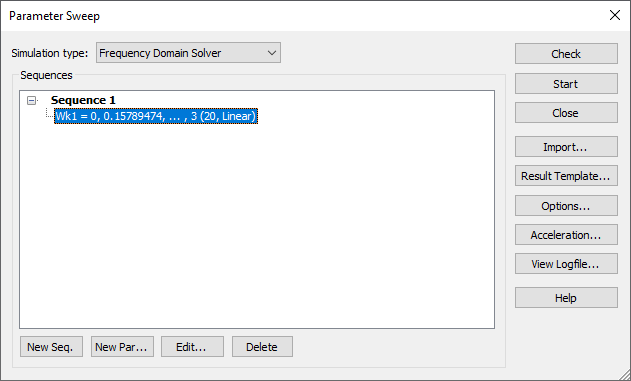 Parameter Sweep
Simulation type: Frequency Domain Solver
Sequences
Sequence 1
Wk1 = 0, 0.15789474, ... , 3 (20, Linear)
New Seq. New Par... Edit... Delete
Check
Start
Close
Import...
Result Template...
Options...
Acceleration...
View Logfile...
Help